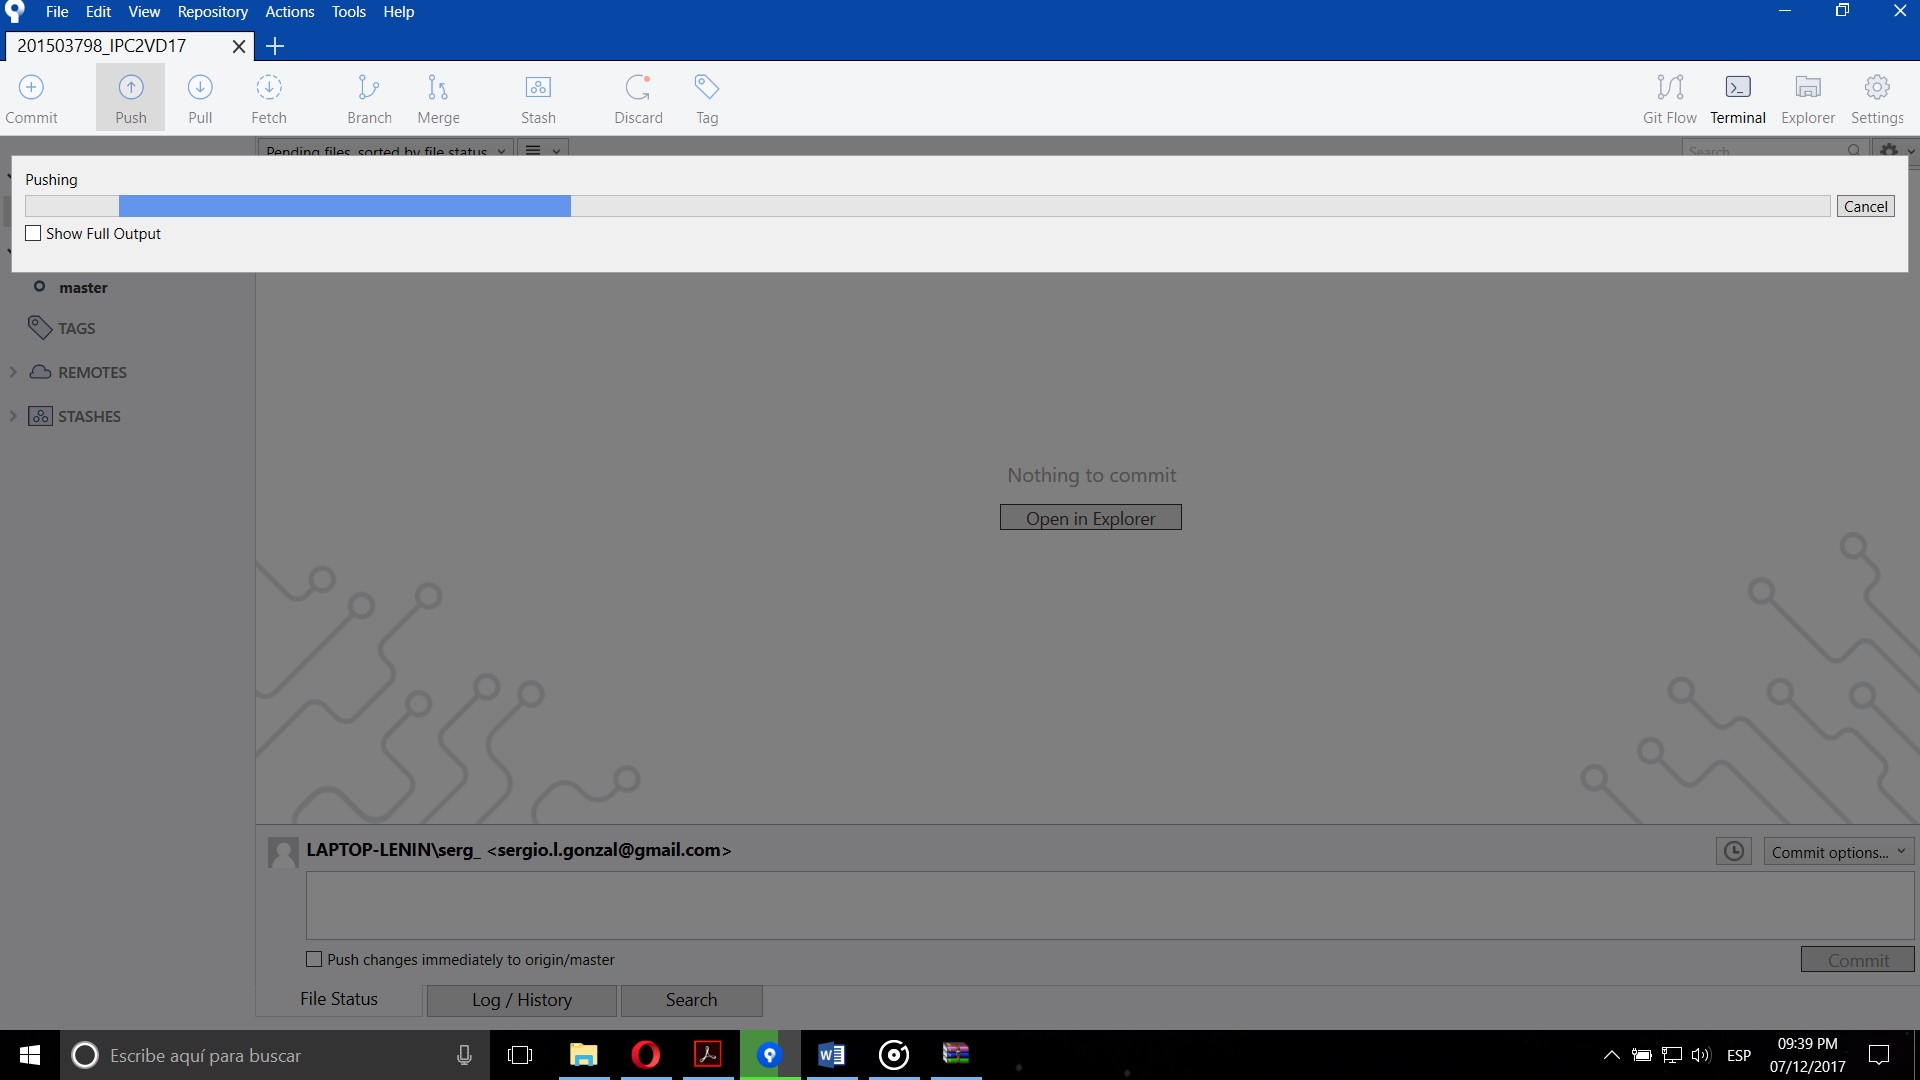 File Edit View Repository Actions Tools Help
201503798_IPC2VD17
Commit Push Pull Fetch Branch Merge Stash Discard Tag Git Flow Terminal Explorer Settings
Pending files, sorted by file status
Search
Pushing
Cancel
Show Full Output
master
TAGS
REMOTES
STASHES
Nothing to commit
Open in Explorer
LAPTOP-LENIN\serg_ <sergio.l.gonzal@gmail.com>
Commit options...
Push changes immediately to origin/master
Commit
File Status Log / History Search
Escribe aquí para buscar
ESP
09:39 PM
07/12/2017